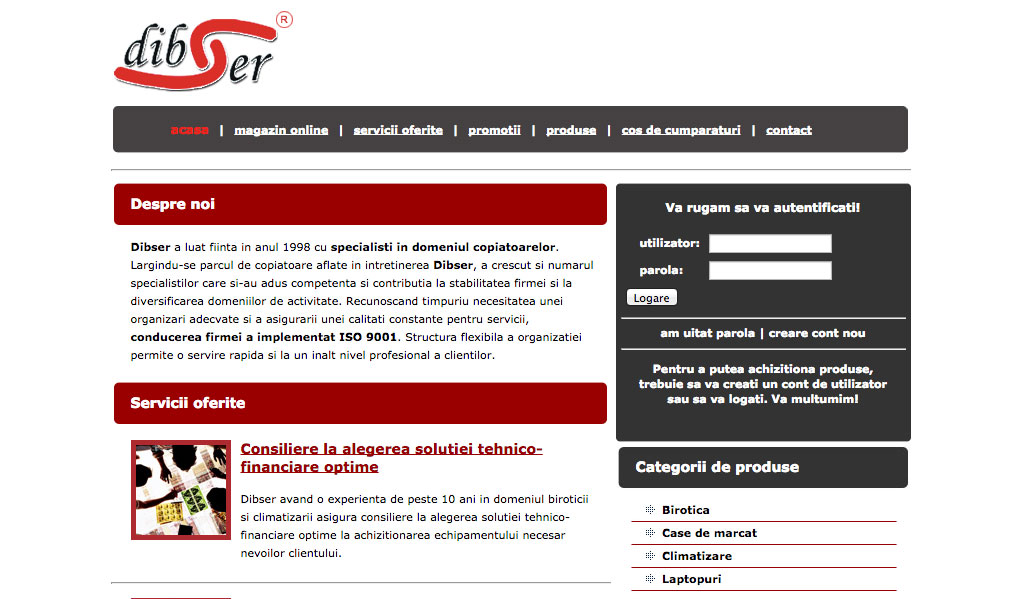 dibSer ®
acasa | magazin online | servicii oferite | promotii | produse | cos de cumparaturi | contact
Despre noi
Dibser a luat fiinta in anul 1998 cu specialisti in domeniul copiatoarelor.
Largindu-se parcul de copiatoare aflate in intretinerea Dibser, a crescut si numarul
specialistilor care si-au adus competenta si contributia la stabilitatea firmei si la
diversificarea domeniilor de activitate. Recunoscand timpuriu necesitatea unei
organizari adecvate si a asigurarii unei calitati constante pentru servicii,
conducerea firmei a implementat ISO 9001. Structura flexibila a organizatiei
permite o servire rapida si la un inalt nivel profesional a clientilor.
Servicii oferite
Consiliere la alegerea solutiei tehnico-
financiare optime
Dibser avand o experienta de peste 10 ani in domeniul biroticii
si climatizarii asigura consiliere la alegerea solutiei tehnico-
financiare optime la achizitionarea echipamentului necesar
nevoilor clientului.
Va rugam sa va autentificati!
utilizator:
parola:
Logare
am uitat parola | creare cont nou
Pentru a putea achizitiona produse,
trebuie sa va creati un cont de utilizator
sau sa va logati. Va multumim!
Categorii de produse
Birotica
Case de marcat
Climatizare
Laptopuri